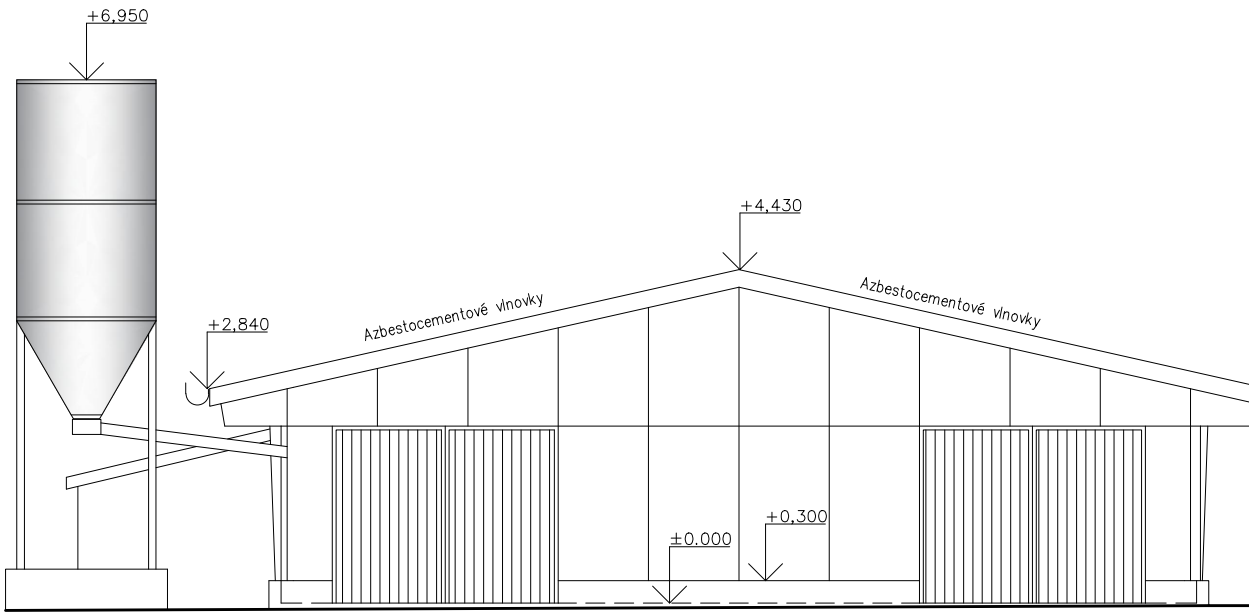 +6,950
+4,430
Azbestocementové vlnovky
Azbestocementové vlnovky
+2,840
+0,300
±0.000